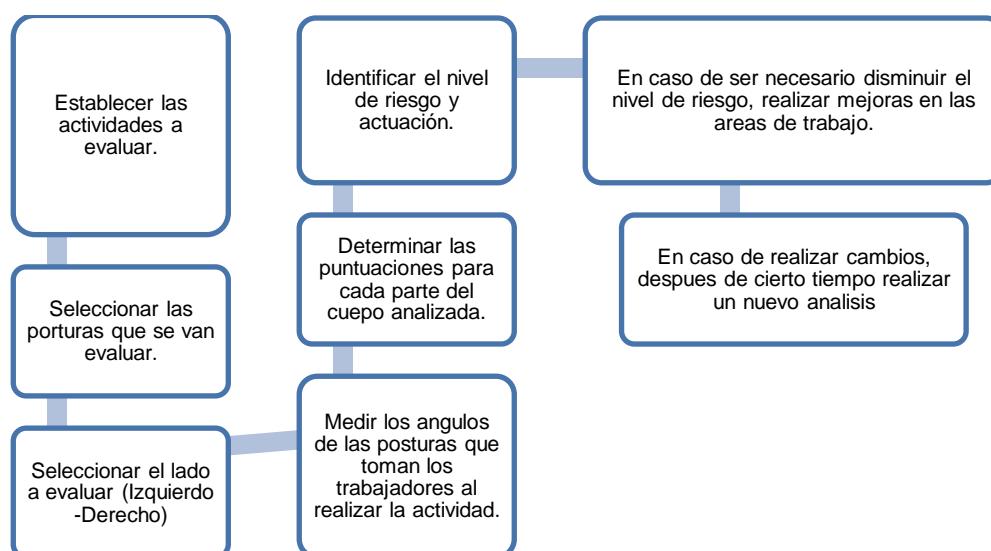 Establecer las
actividades a
evaluar.
Seleccionar las
porturas que se van
evaluar.
Seleccionar el lado
a evaluar (Izquierdo
-Derecho)
Medir los angulos
de las posturas que
toman los
trabajadores al
realizar la actividad.
Determinar las
puntuaciones para
cada parte del
cuepo analizada.
Identificar el nivel
de riesgo y
actuación.
En caso de ser necesario disminuir el
nivel de riesgo, realizar mejoras en las
areas de trabajo.
En caso de realizar cambios,
despues de cierto tiempo realizar
un nuevo analisis